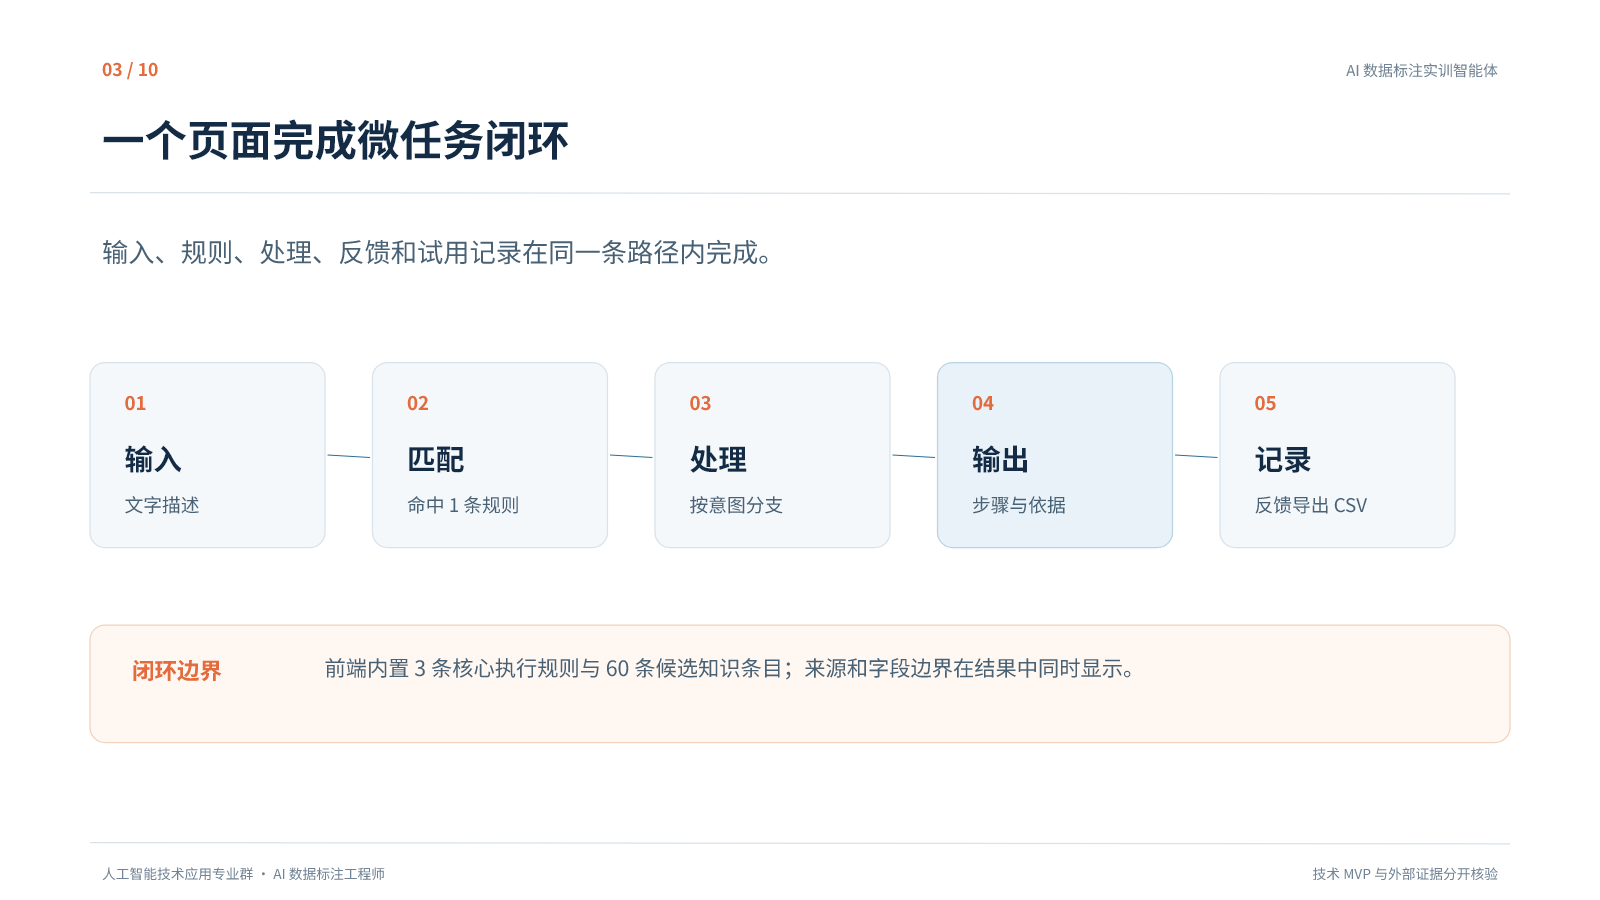 03 / 10
AI 数据标注实训智能体
一个页面完成微任务闭环
输入、规则、处理、反馈和试用记录在同一条路径内完成。
01
输入
文字描述
02
匹配
命中 1 条规则
03
处理
按意图分支
04
输出
步骤与依据
05
记录
反馈导出 CSV
闭环边界
前端内置 3 条核心执行规则与 60 条候选知识条目；来源和字段边界在结果中同时显示。
人工智能技术应用专业群 · AI 数据标注工程师
技术 MVP 与外部证据分开核验